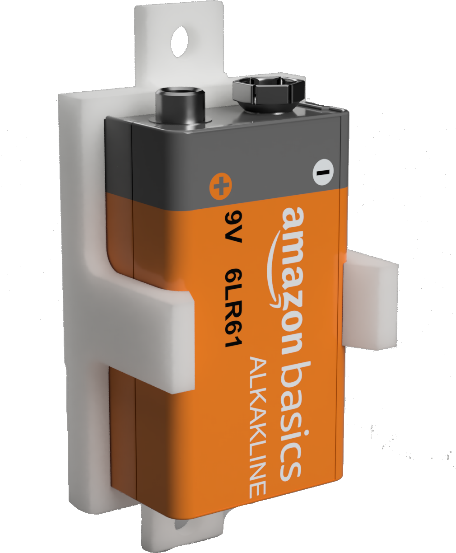 +
-
9V 6LR61
amazon basics
ALKAKLINE